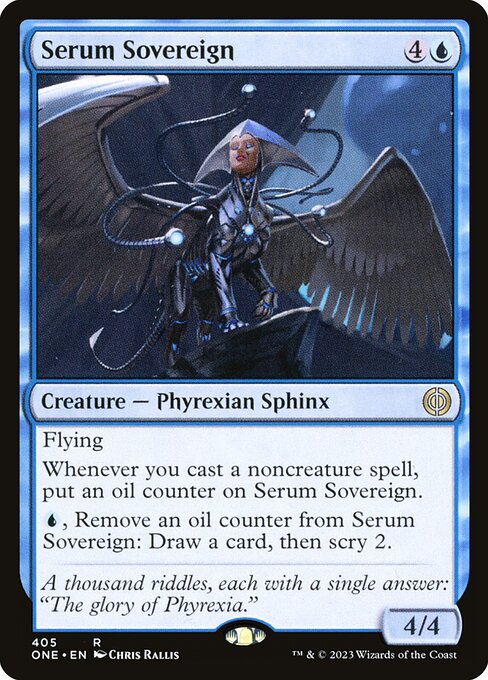 Serum Sovereign 4
Creature — Phyrexian Sphinx
Flying
Whenever you cast a noncreature spell,
put an oil counter on Serum Sovereign.
, Remove an oil counter from Serum
Sovereign: Draw a card, then scry 2.
A thousand riddles, each with a single answer:
“The glory of Phyrexia.”
4/4
405 R
ONE • EN Chris Rallis
™ & © 2023 Wizards of the Coast